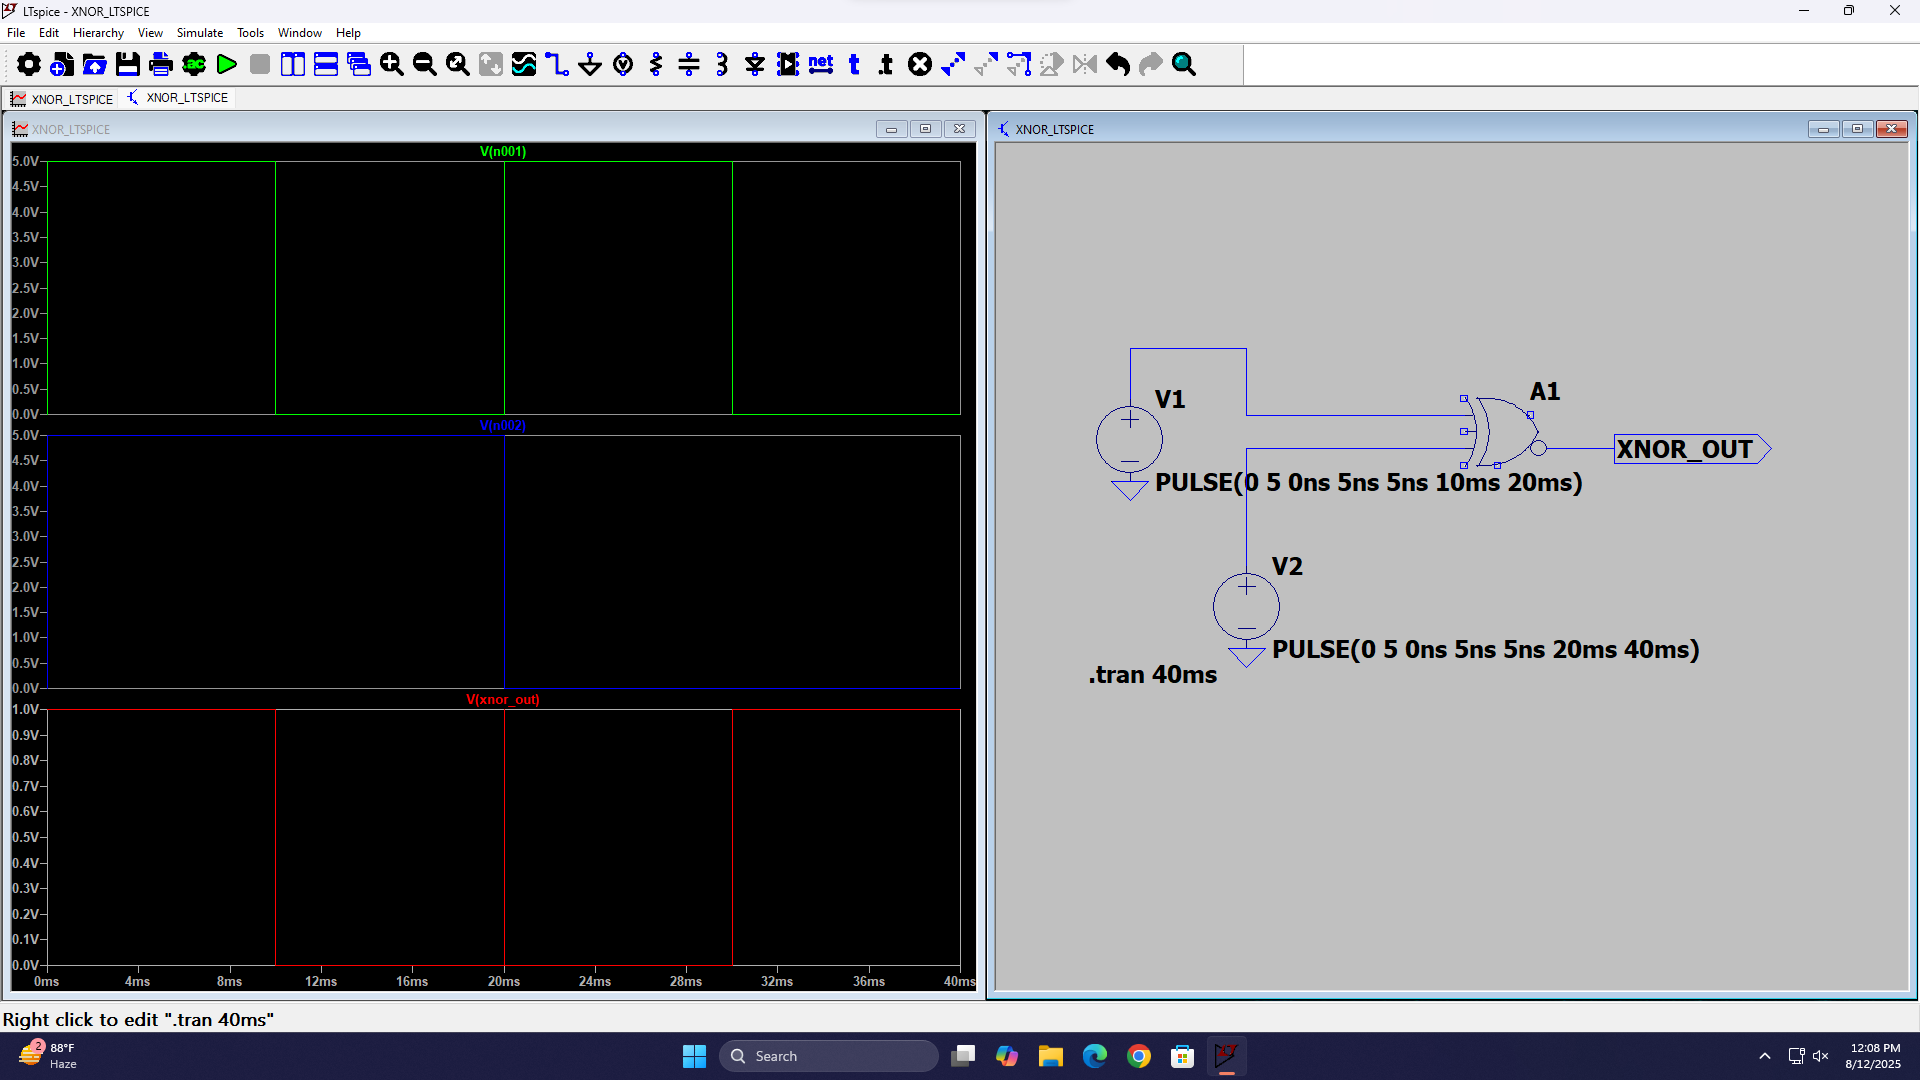 LTspice - XNOR_LTSPICE
File Edit Hierarchy View Simulate Tools Window Help
ac
net t .t
XNOR_LTSPICE XNOR_LTSPICE
XNOR_LTSPICE
V(n001)
5.0V
4.5V
4.0V
3.5V
3.0V
2.5V
2.0V
1.5V
1.0V
0.5V
0.0V
V(n002)
5.0V
4.5V
4.0V
3.5V
3.0V
2.5V
2.0V
1.5V
1.0V
0.5V
0.0V
V(xnor_out)
1.0V
0.9V
0.8V
0.7V
0.6V
0.5V
0.4V
0.3V
0.2V
0.1V
0.0V
0ms 4ms 8ms 12ms 16ms 20ms 24ms 28ms 32ms 36ms 40ms
XNOR_LTSPICE
V1
A1
XNOR_OUT
PULSE(0 5 0ns 5ns 5ns 10ms 20ms)
V2
PULSE(0 5 0ns 5ns 5ns 20ms 40ms)
.tran 40ms
Right click to edit ".tran 40ms"
2
88°F
Haze
Search
12:08 PM
8/12/2025